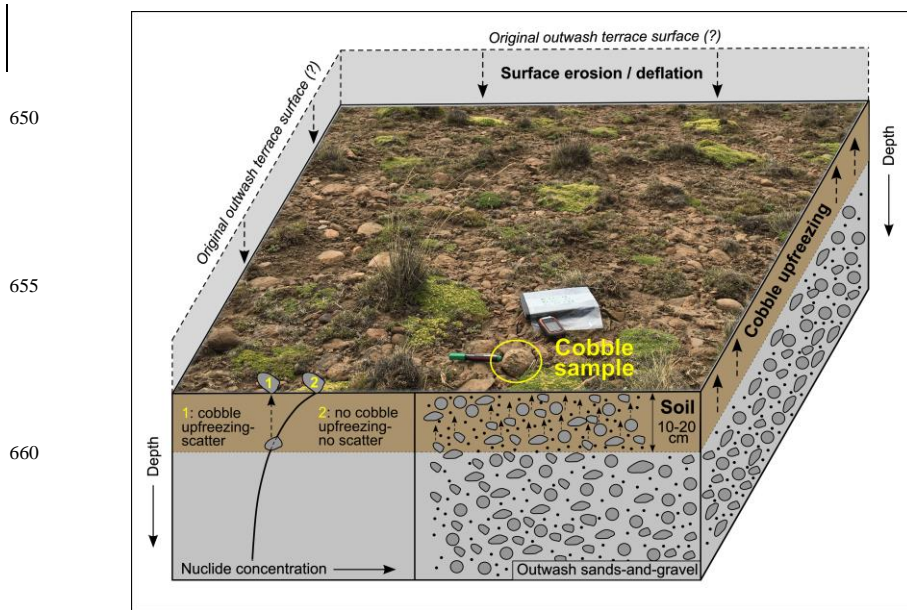 Original outwash terrace surface (?)
Surface erosion / deflation
Original outwash terrace surface (?)
650
Depth
Cobble upfreezing
655
Cobble
sample
1
2
1: cobble
upfreezing-
scatter
2: no cobble
upfreezing-
no scatter
Soil
10-20
cm
660
Depth
Nuclide concentration
Outwash sands-and-gravel